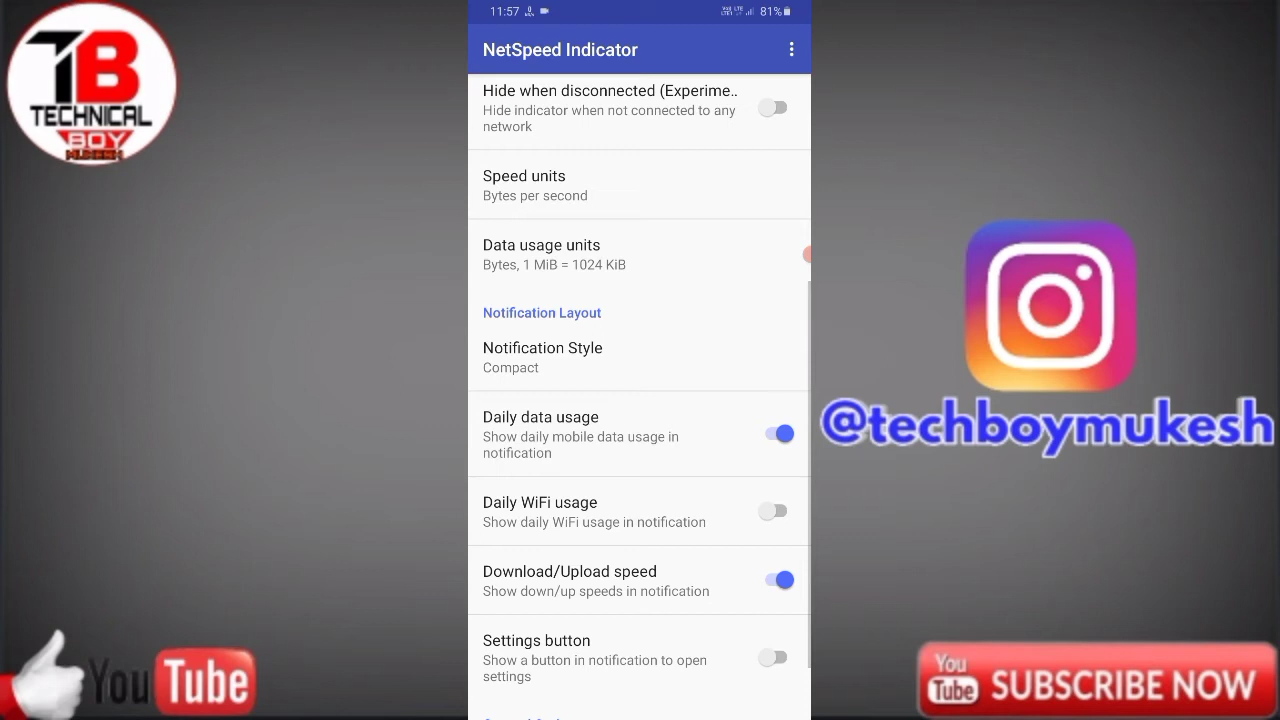 TB
TECHNICAL
BOY
MUKESH
11:57
81%
NetSpeed Indicator
Hide when disconnected (Experime..
Hide indicator when not connected to any
network
Speed units
Bytes per second
Data usage units
Bytes, 1 MiB = 1024 KiB
Notification Layout
Notification Style
Compact
Daily data usage
Show daily mobile data usage in
notification
Daily WiFi usage
Show daily WiFi usage in notification
Download/Upload speed
Show down/up speeds in notification
Settings button
Show a button in notification to open
settings
@techboymukesh
YouTube
You
Tube
SUBSCRIBE NOW